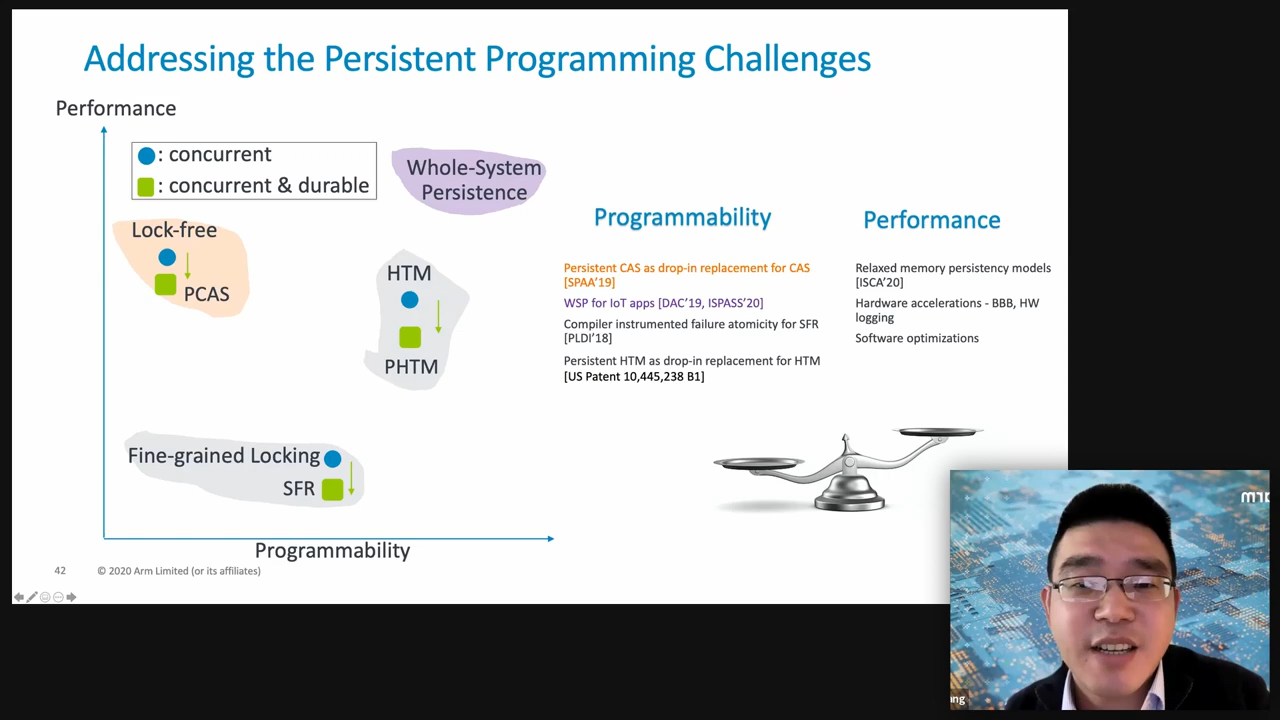 Addressing the Persistent Programming Challenges
Performance
: concurrent
: concurrent & durable
Whole-System
Persistence
Lock-free
PCAS
HTM
PHTM
Fine-grained Locking
SFR
Programmability
Programmability
Persistent CAS as drop-in replacement for CAS
[SPAA'19]
WSP for IoT apps [DAC'19, ISPASS'20]
Compiler instrumented failure atomicity for SFR
[PLDI'18]
Persistent HTM as drop-in replacement for HTM
[US Patent 10,445,238 B1]
Performance
Relaxed memory persistency models
[ISCA'20]
Hardware accelerations - BBB, HW
logging
Software optimizations
42
© 2020 Arm Limited (or its affiliates)